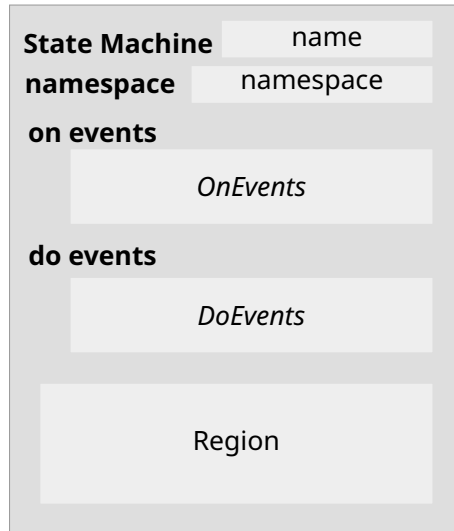 State Machine name
namespace namespace
on events
OnEvents
do events
DoEvents
Region